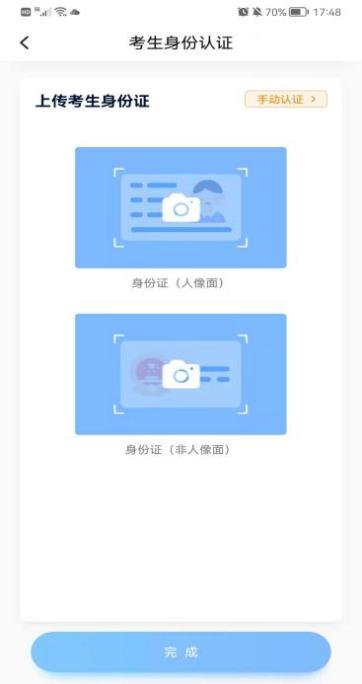 70% 17:48
考生身份认证
上传考生身份证
手动认证 >
身份证（人像面）
身份证（非人像面）
完成